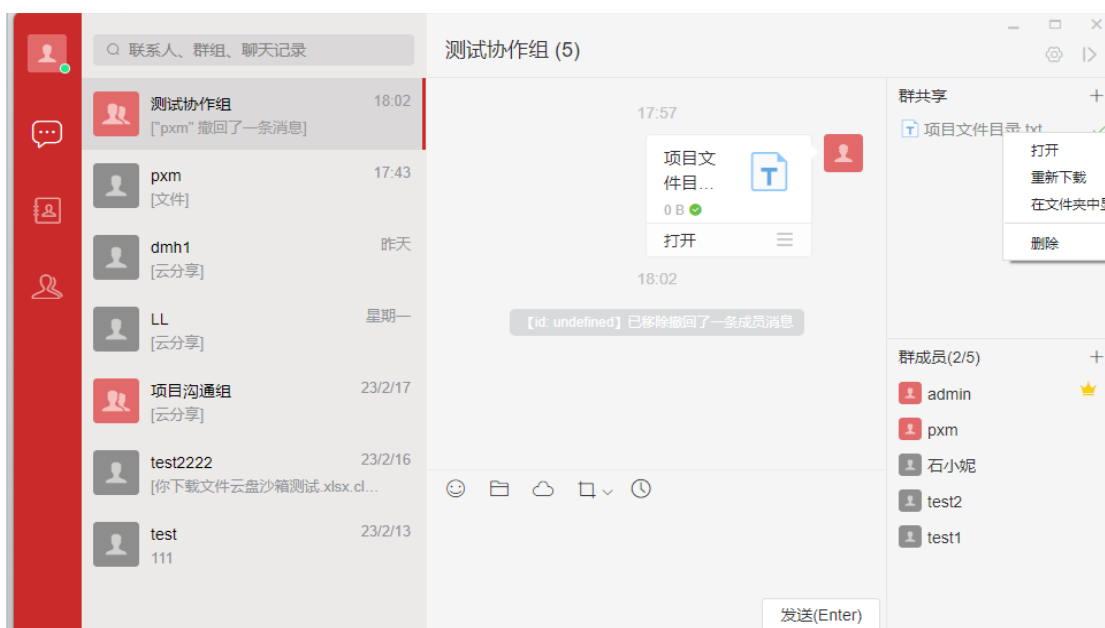 联系人、群组、聊天记录
测试协作组
18:02
["pxm" 撤回了一条消息]
pxm
17:43
[文件]
dmh1
昨天
[云分享]
LL
星期一
[云分享]
项目沟通组
23/2/17
[云分享]
test2222
23/2/16
[你下载文件云盘沙箱测试.xlsx.cl...
test
23/2/13
111
测试协作组 (5)
17:57
项目文
件目...
T
0 B
打开
18:02
【id: undefined】已移除撤回了一条成员消息
发送(Enter)
群共享
T 项目文件目录.txt
打开
重新下载
在文件夹中
删除
群成员(2/5)
admin
pxm
石小妮
test2
test1